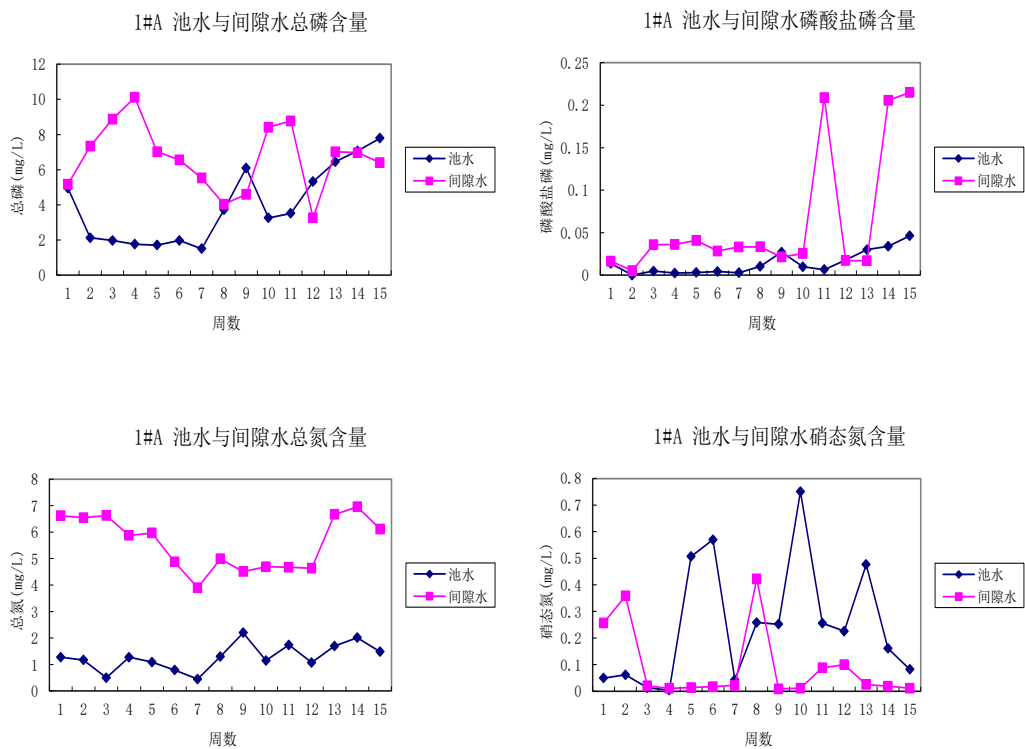 1#A 池水与间隙水总磷含量
12
10
8
6
4
2
0
总磷(mg/L)
1 2 3 4 5 6 7 8 9 10 11 12 13 14 15
周数
池水
间隙水
1#A 池水与间隙水磷酸盐磷含量
0.25
0.2
0.15
0.1
0.05
0
磷酸盐磷(mg/L)
1 2 3 4 5 6 7 8 9 10 11 12 13 14 15
周数
池水
间隙水
1#A 池水与间隙水总氮含量
8
7
6
5
4
3
2
1
0
总氮(mg/L)
1 2 3 4 5 6 7 8 9 10 11 12 13 14 15
周数
池水
间隙水
1#A 池水与间隙水硝态氮含量
0.8
0.7
0.6
0.5
0.4
0.3
0.2
0.1
0
硝态氮(mg/L)
1 2 3 4 5 6 7 8 9 10 11 12 13 14 15
周数
池水
间隙水